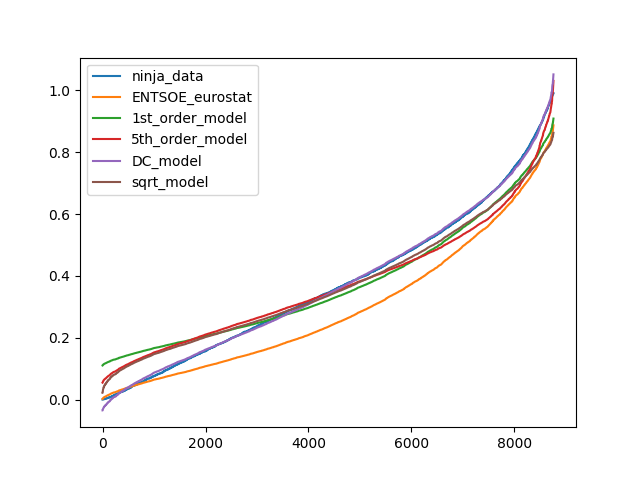 ninja_data
ENTSOE_eurostat
1st_order_model
5th_order_model
DC_model
sqrt_model
1.0
0.8
0.6
0.4
0.2
0.0
0 2000 4000 6000 8000